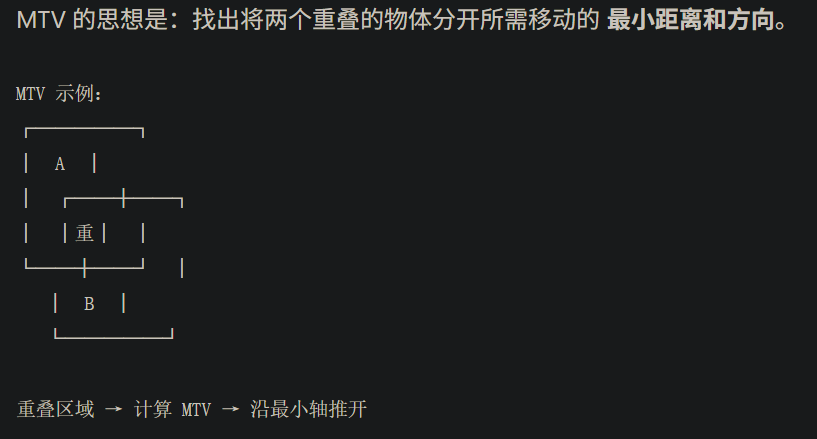 MTV 的思想是：找出将两个重叠的物体分开所需移动的 最小距离和方向。
MTV 示例：
A
重
B
重叠区域 → 计算 MTV → 沿最小轴推开